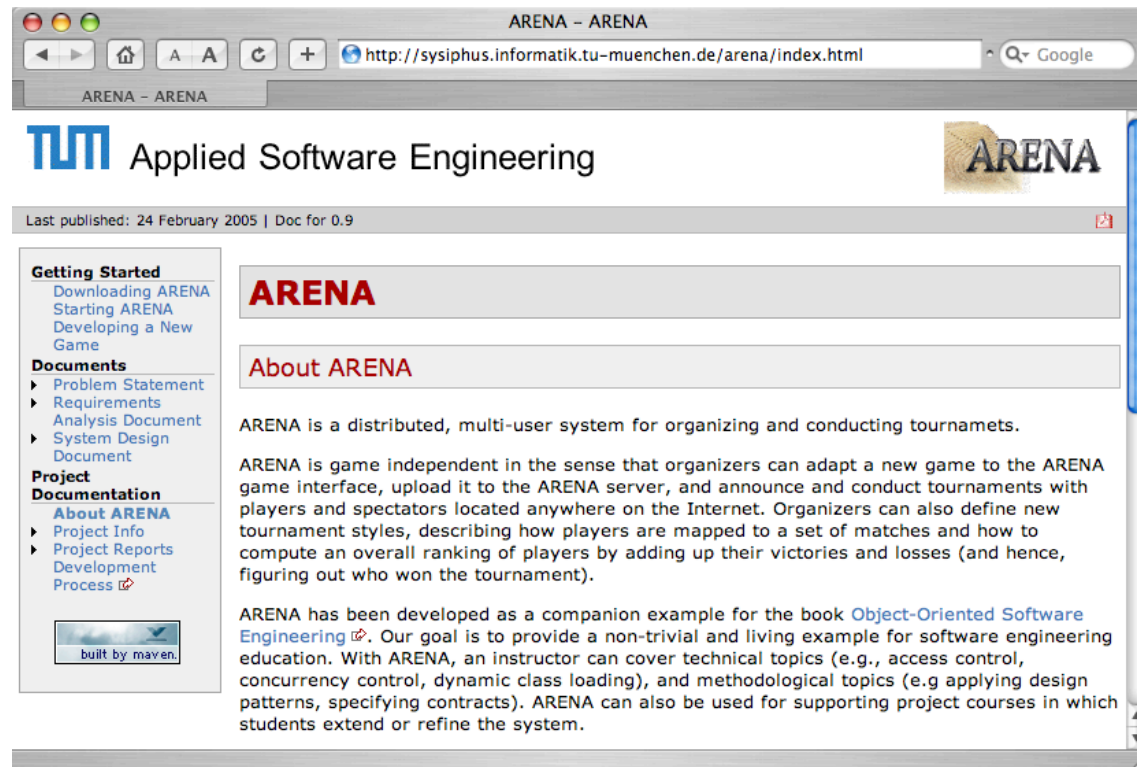 ARENA – ARENA
A A
http://sysiphus.informatik.tu-muenchen.de/arena/index.html
Google
ARENA – ARENA
TUM Applied Software Engineering
ARENA
Last published: 24 February 2005 | Doc for 0.9
Getting Started
Downloading ARENA
Starting ARENA
Developing a New
Game
Documents
Problem Statement
Requirements
Analysis Document
System Design
Document
Project
Documentation
About ARENA
Project Info
Project Reports
Development
Process
built by maven.
ARENA
About ARENA
ARENA is a distributed, multi-user system for organizing and conducting tournamets.
ARENA is game independent in the sense that organizers can adapt a new game to the ARENA
game interface, upload it to the ARENA server, and announce and conduct tournaments with
players and spectators located anywhere on the Internet. Organizers can also define new
tournament styles, describing how players are mapped to a set of matches and how to
compute an overall ranking of players by adding up their victories and losses (and hence,
figuring out who won the tournament).
ARENA has been developed as a companion example for the book Object-Oriented Software
Engineering. Our goal is to provide a non-trivial and living example for software engineering
education. With ARENA, an instructor can cover technical topics (e.g., access control,
concurrency control, dynamic class loading), and methodological topics (e.g applying design
patterns, specifying contracts). ARENA can also be used for supporting project courses in which
students extend or refine the system.